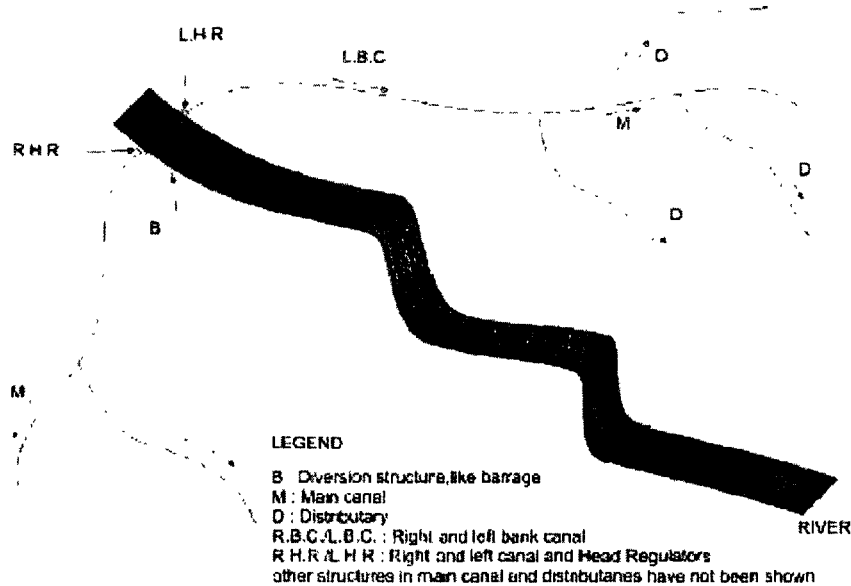 L.H.R
L.B.C
D
M
R H R
D
B
D
M
LEGEND
B Diversion structure,like barrage
M : Main canal
D : Distributary
R.B.C./L.B.C. : Right and left bank canal
R H.R /L H R : Right and left canal and Head Regulators
RIVER
other structures in main canal and distributaries have not been shown